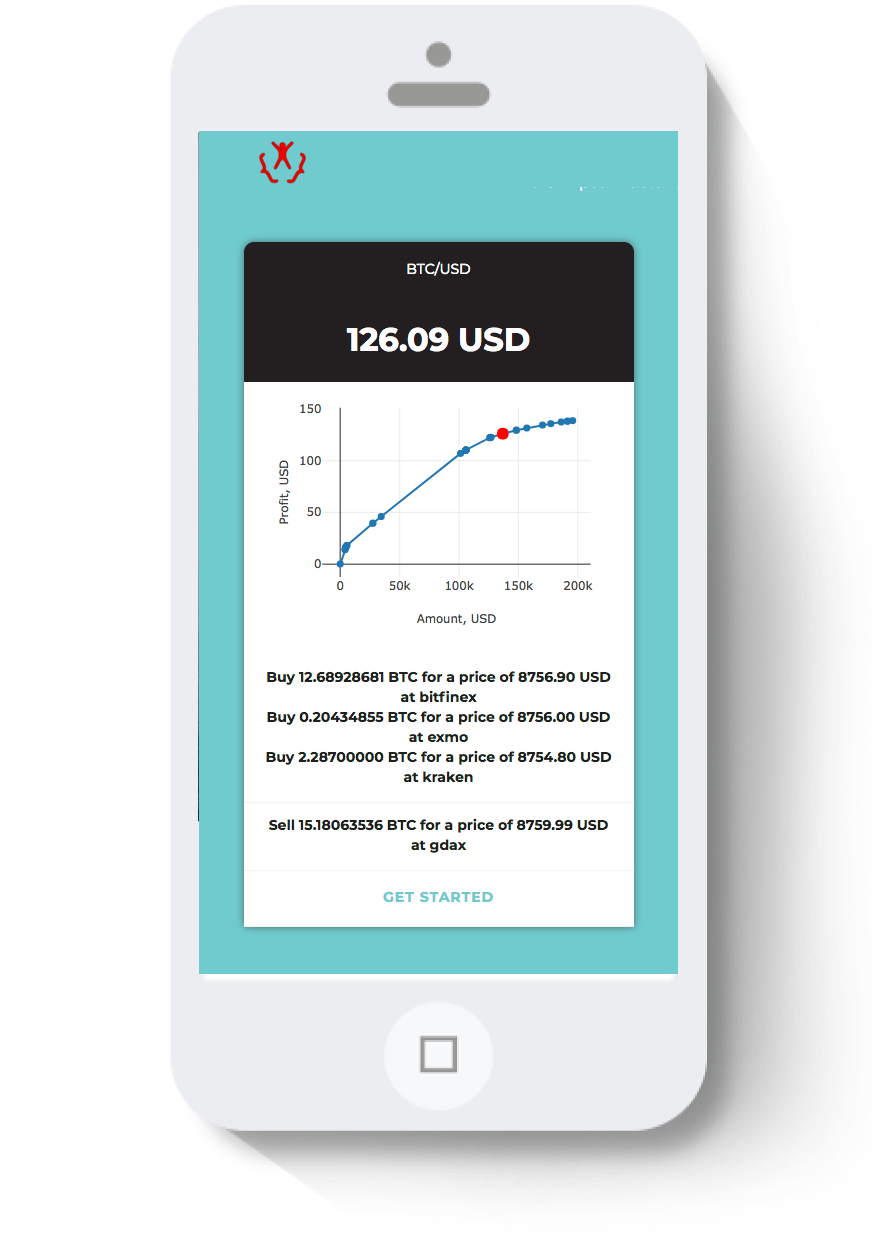 BTC/USD
126.09 USD
150
100
50
0
Profit, USD
0 50k 100k 150k 200k
Amount, USD
Buy 12.68928681 BTC for a price of 8756.90 USD
at bitfinex
Buy 0.20434855 BTC for a price of 8756.00 USD
at exmo
Buy 2.28700000 BTC for a price of 8754.80 USD
at kraken
Sell 15.18063536 BTC for a price of 8759.99 USD
at gdax
GET STARTED